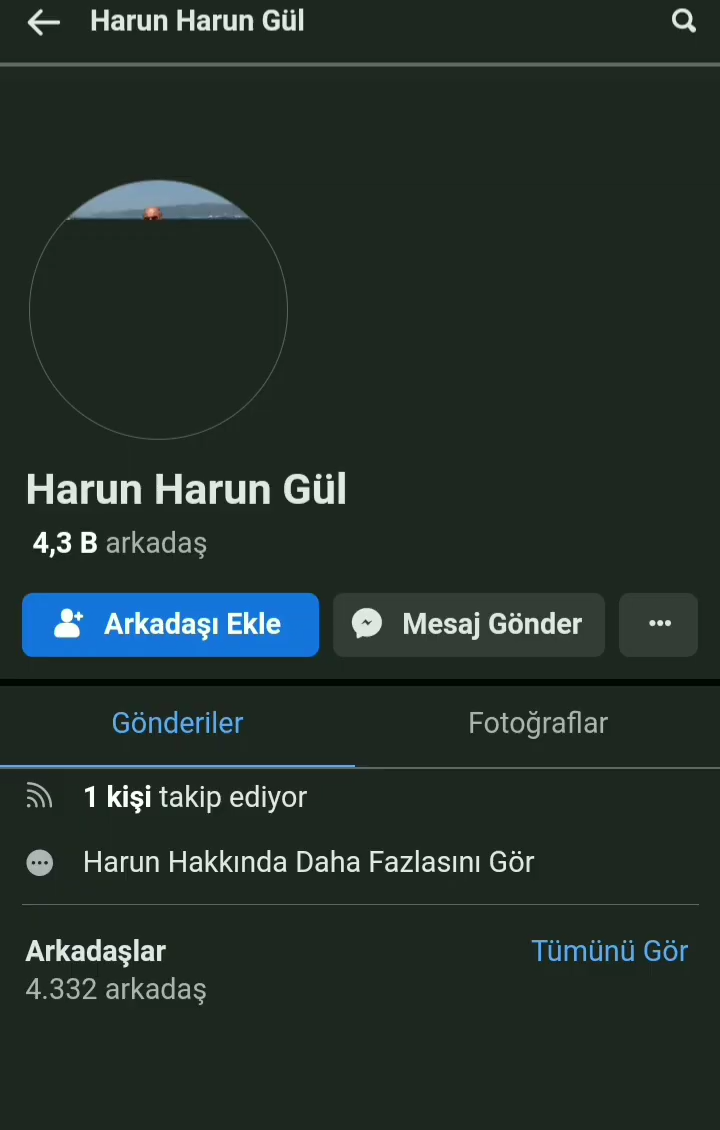 Harun Harun Gül
Harun Harun Gül
4,3 B arkadaş
Arkadaşı Ekle
Mesaj Gönder
Gönderiler
Fotoğraflar
1 kişi takip ediyor
Harun Hakkında Daha Fazlasını Gör
Arkadaşlar
Tümünü Gör
4.332 arkadaş